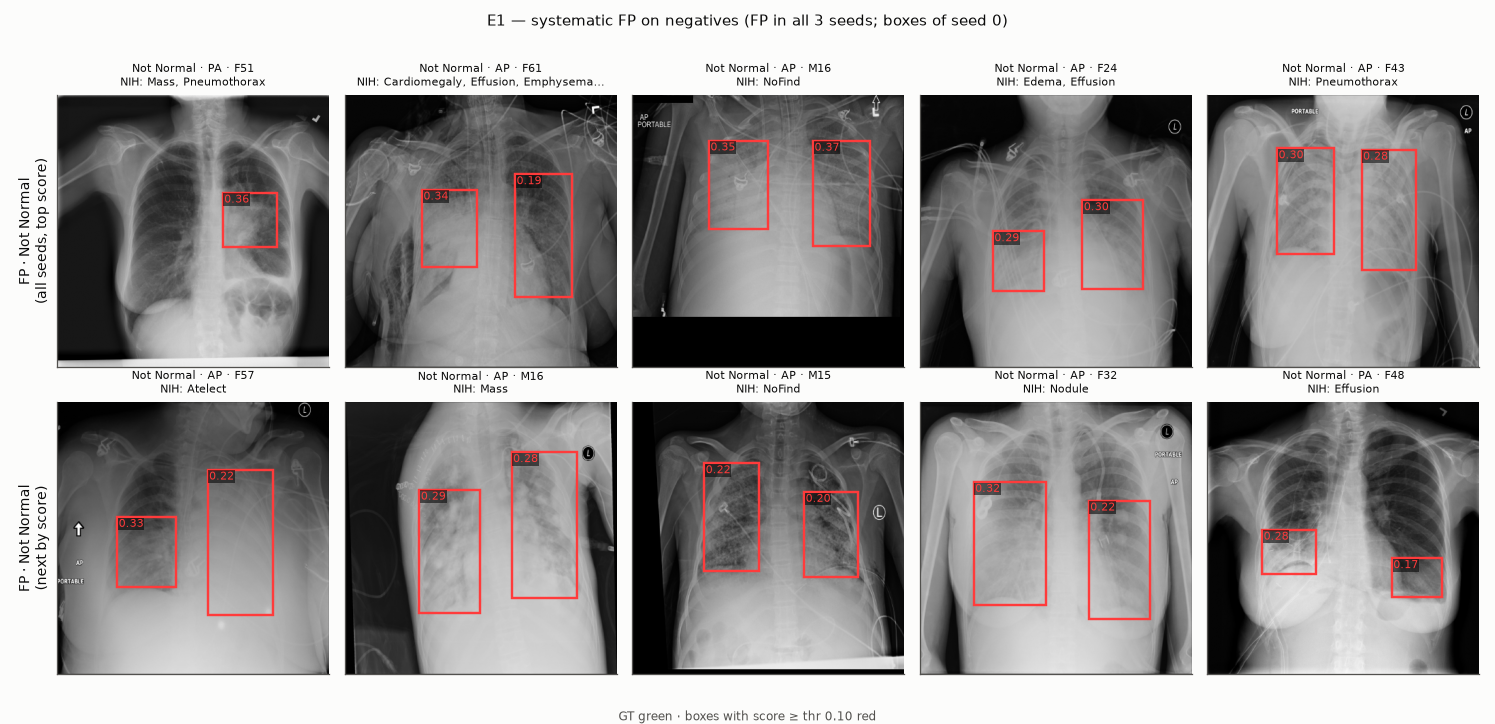 E1 — systematic FP on negatives (FP in all 3 seeds; boxes of seed 0)
FP · Not Normal
(all seeds, top score)
Not Normal · PA · F51
NIH: Mass, Pneumothorax
0.36
Not Normal · AP · F61
NIH: Cardiomegaly, Effusion, Emphysema...
0.34
0.19
Not Normal · AP · M16
NIH: NoFind
AP
PORTABLE
L
0.35
0.37
Not Normal · AP · F24
NIH: Edema, Effusion
L
0.29
0.30
Not Normal · AP · F43
NIH: Pneumothorax
PORTABLE
L
AP
0.30
0.28
FP · Not Normal
(next by score)
Not Normal · AP · F57
NIH: Atelect
L
AP
PORTABLE
0.33
0.22
Not Normal · AP · M16
NIH: Mass
L
0.29
0.28
Not Normal · AP · M15
NIH: NoFind
L
0.22
0.20
Not Normal · AP · F32
NIH: Nodule
L
PORTABLE
AP
0.32
0.22
Not Normal · PA · F48
NIH: Effusion
0.28
0.17
GT green · boxes with score ≥ thr 0.10 red